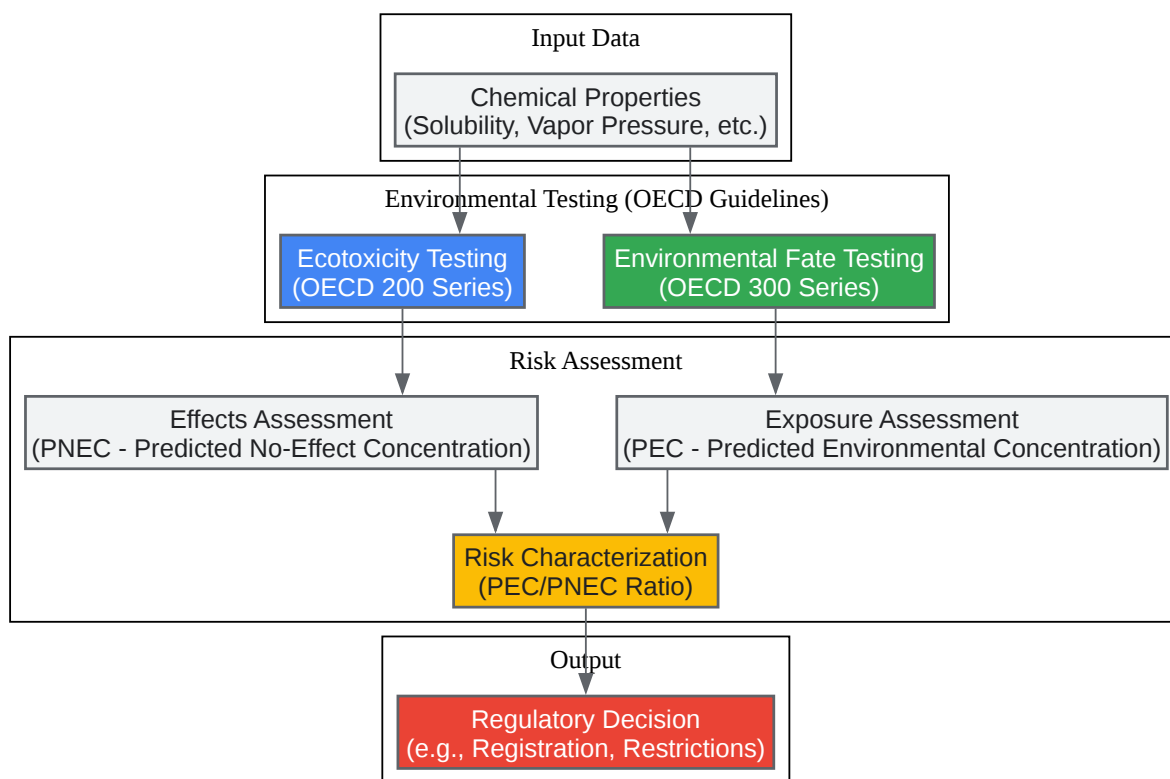 Input Data
Chemical Properties
(Solubility, Vapor Pressure, etc.)
Environmental Testing (OECD Guidelines)
Ecotoxicity Testing
(OECD 200 Series)
Environmental Fate Testing
(OECD 300 Series)
Risk Assessment
Effects Assessment
(PNEC - Predicted No-Effect Concentration)
Exposure Assessment
(PEC - Predicted Environmental Concentration)
Risk Characterization
(PEC/PNEC Ratio)
Output
Regulatory Decision
(e.g., Registration, Restrictions)